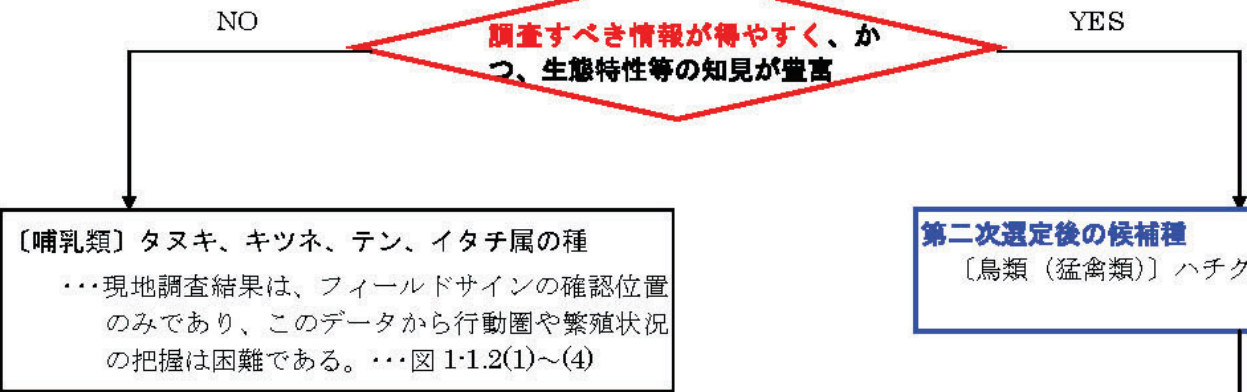 NO
YES
調査すべき情報が得やすく、か
つ、生態特性等の知見が豊富
〔哺乳類〕タヌキ、キツネ、テン、イタチ属の種
・・・現地調査結果は、フィールドサインの確認位置
のみであり、このデータから行動圏や繁殖状況
の把握は困難である。・・・図 1-1.2(1)～(4)
第二次選定後の候補種
〔鳥類（猛禽類）〕ハチク